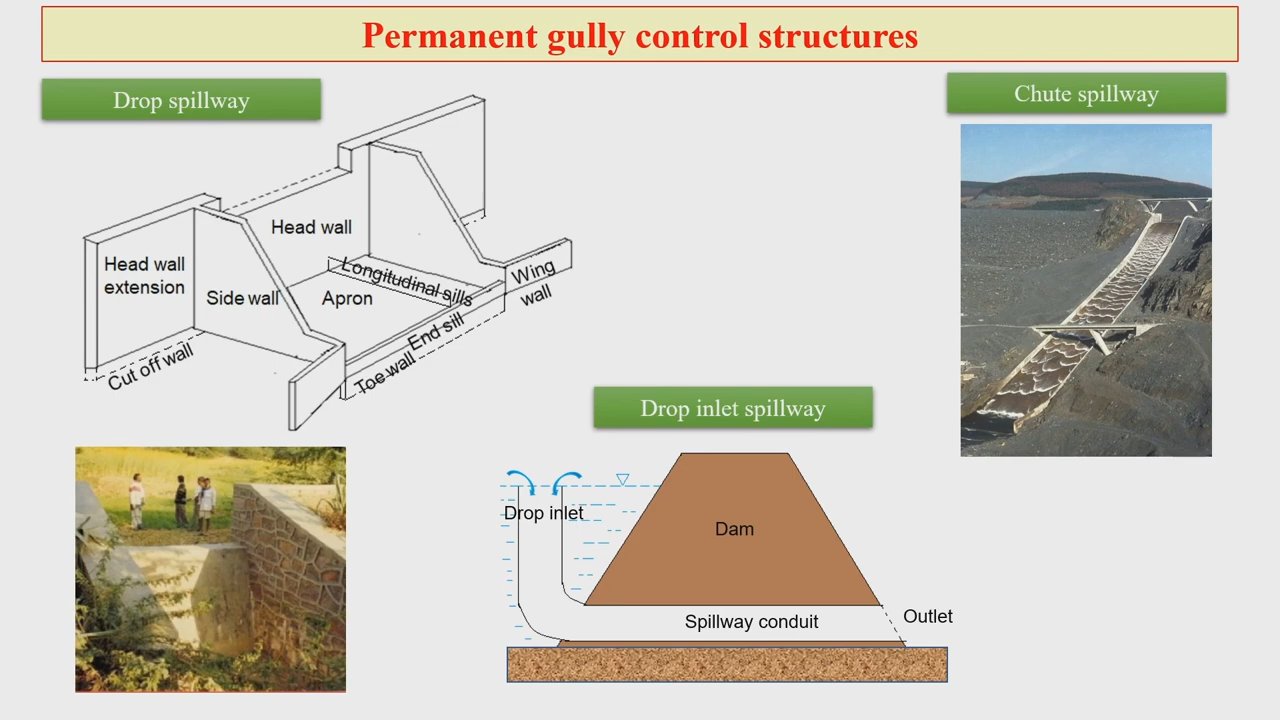 Permanent gully control structures
Drop spillway
Chute spillway
Head wall
Head wall
extension
Side wall
Apron
Longitudinal sills
Wing
wall
End sill
Toe wall
Cut off wall
Drop inlet spillway
Drop inlet
Dam
Spillway conduit
Outlet